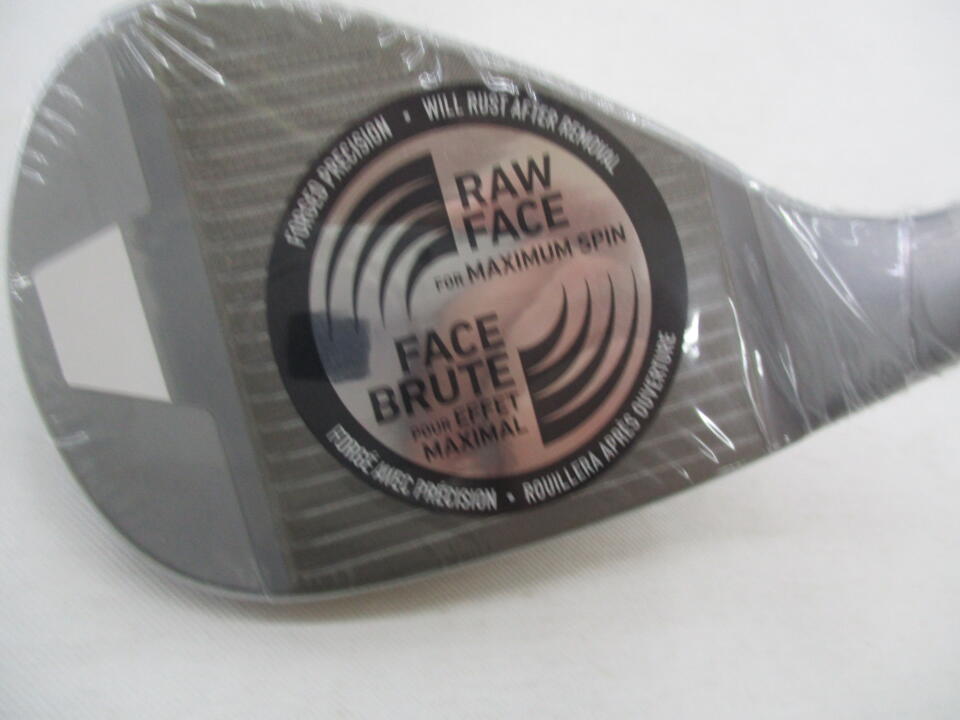 FORGED PRECISION • WILL RUST AFTER REMOVAL
RAW
FACE
FOR MAXIMUM SPIN
FACE
BRUTE
POUR EFFET
MAXIMAL
FORGÉ AVEC PRÉCISION • ROUILLERA APRÈS OUVERTURE